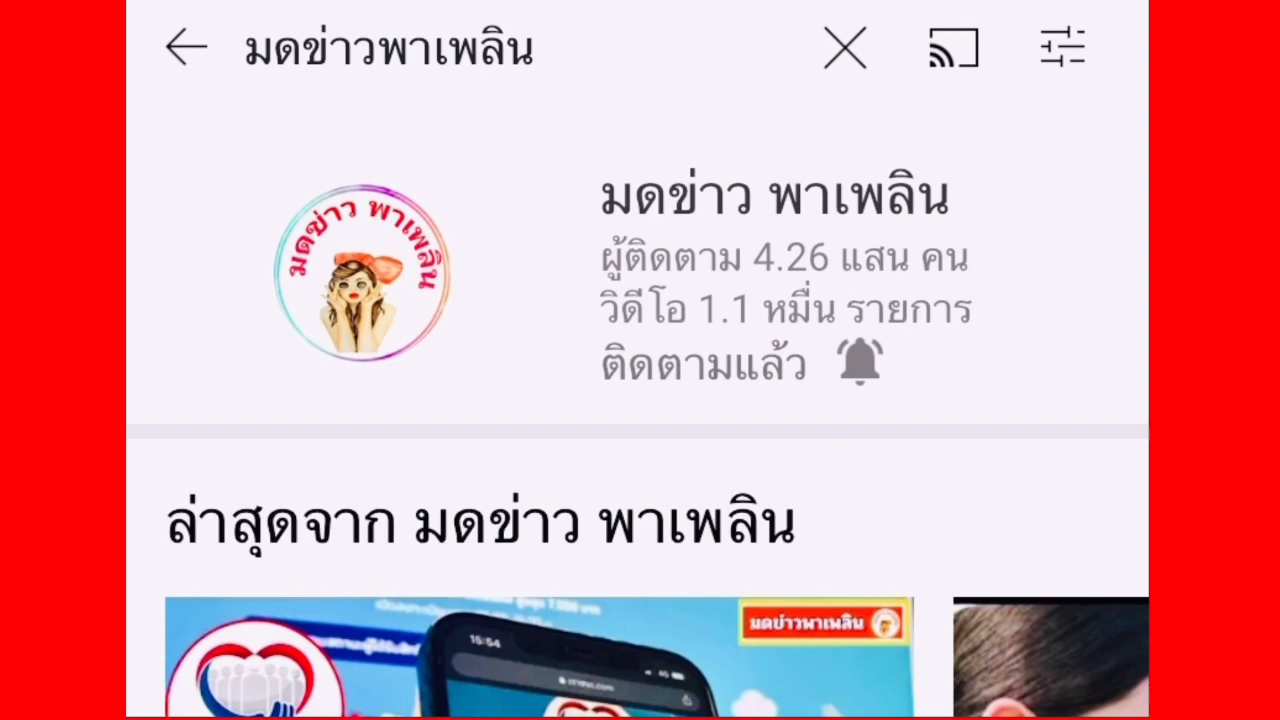 มดข่าวพาเพลิน
มดข่าว พาเพลิน
มดข่าว พาเพลิน
ผู้ติดตาม 4.26 แสน คน
วิดีโอ 1.1 หมื่น รายการ
ติดตามแล้ว
ล่าสุดจาก มดข่าว พาเพลิน
มดข่าวพาเพลิน
15:54
4G